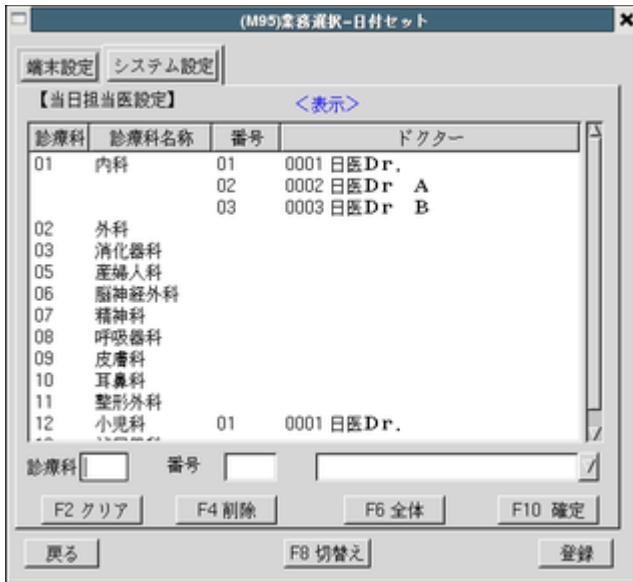 (M95)業務選択-日付セット
端末設定 システム設定
【当日担当医設定】 <表示>
診療科 診療科名称 番号 ドクター
01 内科 01 0001 日医Dr.
02 0002 日医Dr A
03 0003 日医Dr B
02 外科
03 消化器科
05 産婦人科
06 脳神経外科
07 精神科
08 呼吸器科
09 皮膚科
10 耳鼻科
11 整形外科
12 小児科 01 0001 日医Dr.
診療科 番号
F2 クリア F4 削除 F6 全体 F10 確定
戻る F8 切替え 登録